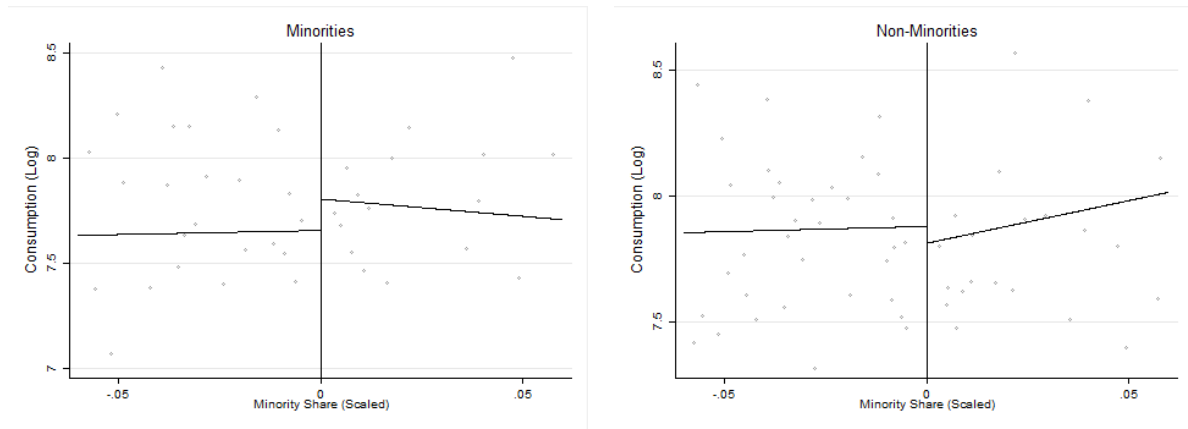 Minorities
8.5
8
7.5
7
Consumption (Log)
-.05
0
.05
Minority Share (Scaled)
Non-Minorities
8.5
8
7.5
Consumption (Log)
-.05
0
.05
Minority Share (Scaled)